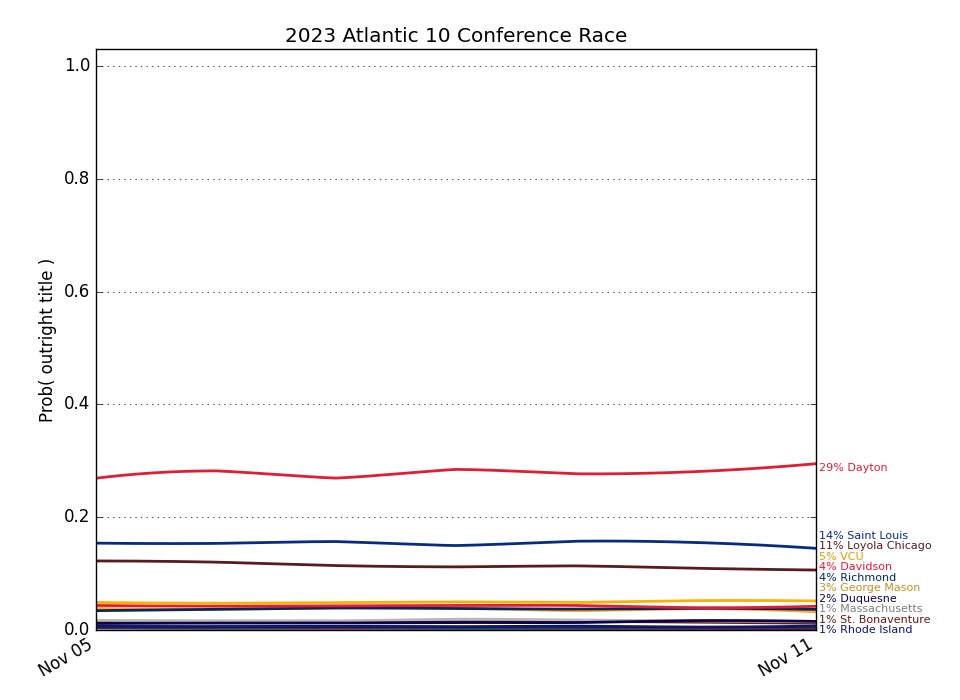 2023 Atlantic 10 Conference Race
Prob( outright title )
1.0
0.8
0.6
0.4
0.2
0.0
Nov 05
Nov 11
29% Dayton
14% Saint Louis
11% Loyola Chicago
5% VCU
4% Davidson
4% Richmond
3% George Mason
2% Duquesne
1% Massachusetts
1% St. Bonaventure
1% Rhode Island